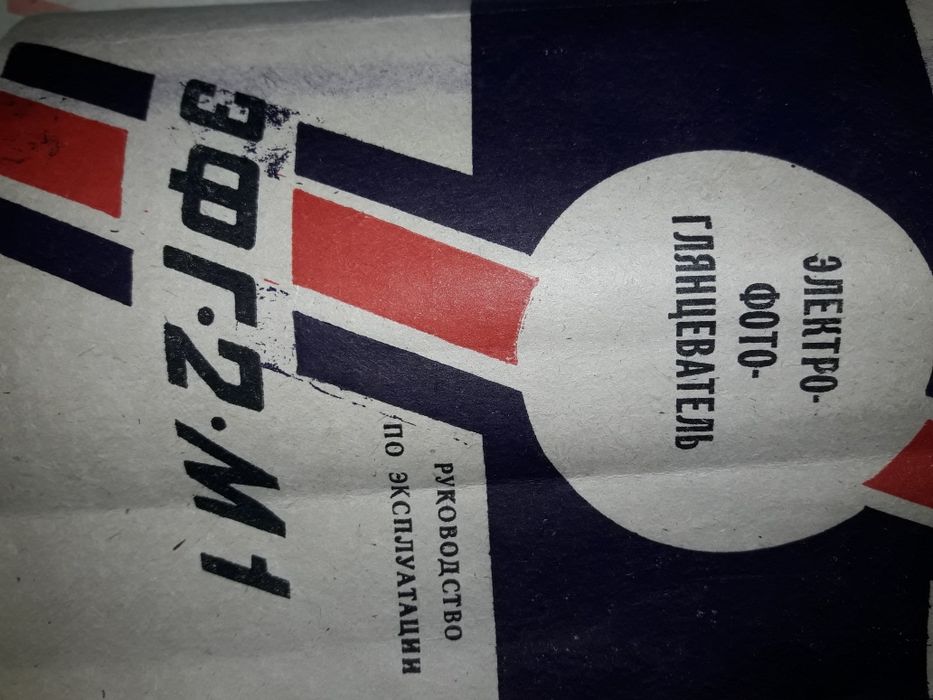 ЭЛЕКТРО-
ФОТО-
ГЛЯНЦЕВАТЕЛЬ
РУКОВОДСТВО
ПО ЭКСПЛУАТАЦИИ
ЭФГ·2·М1